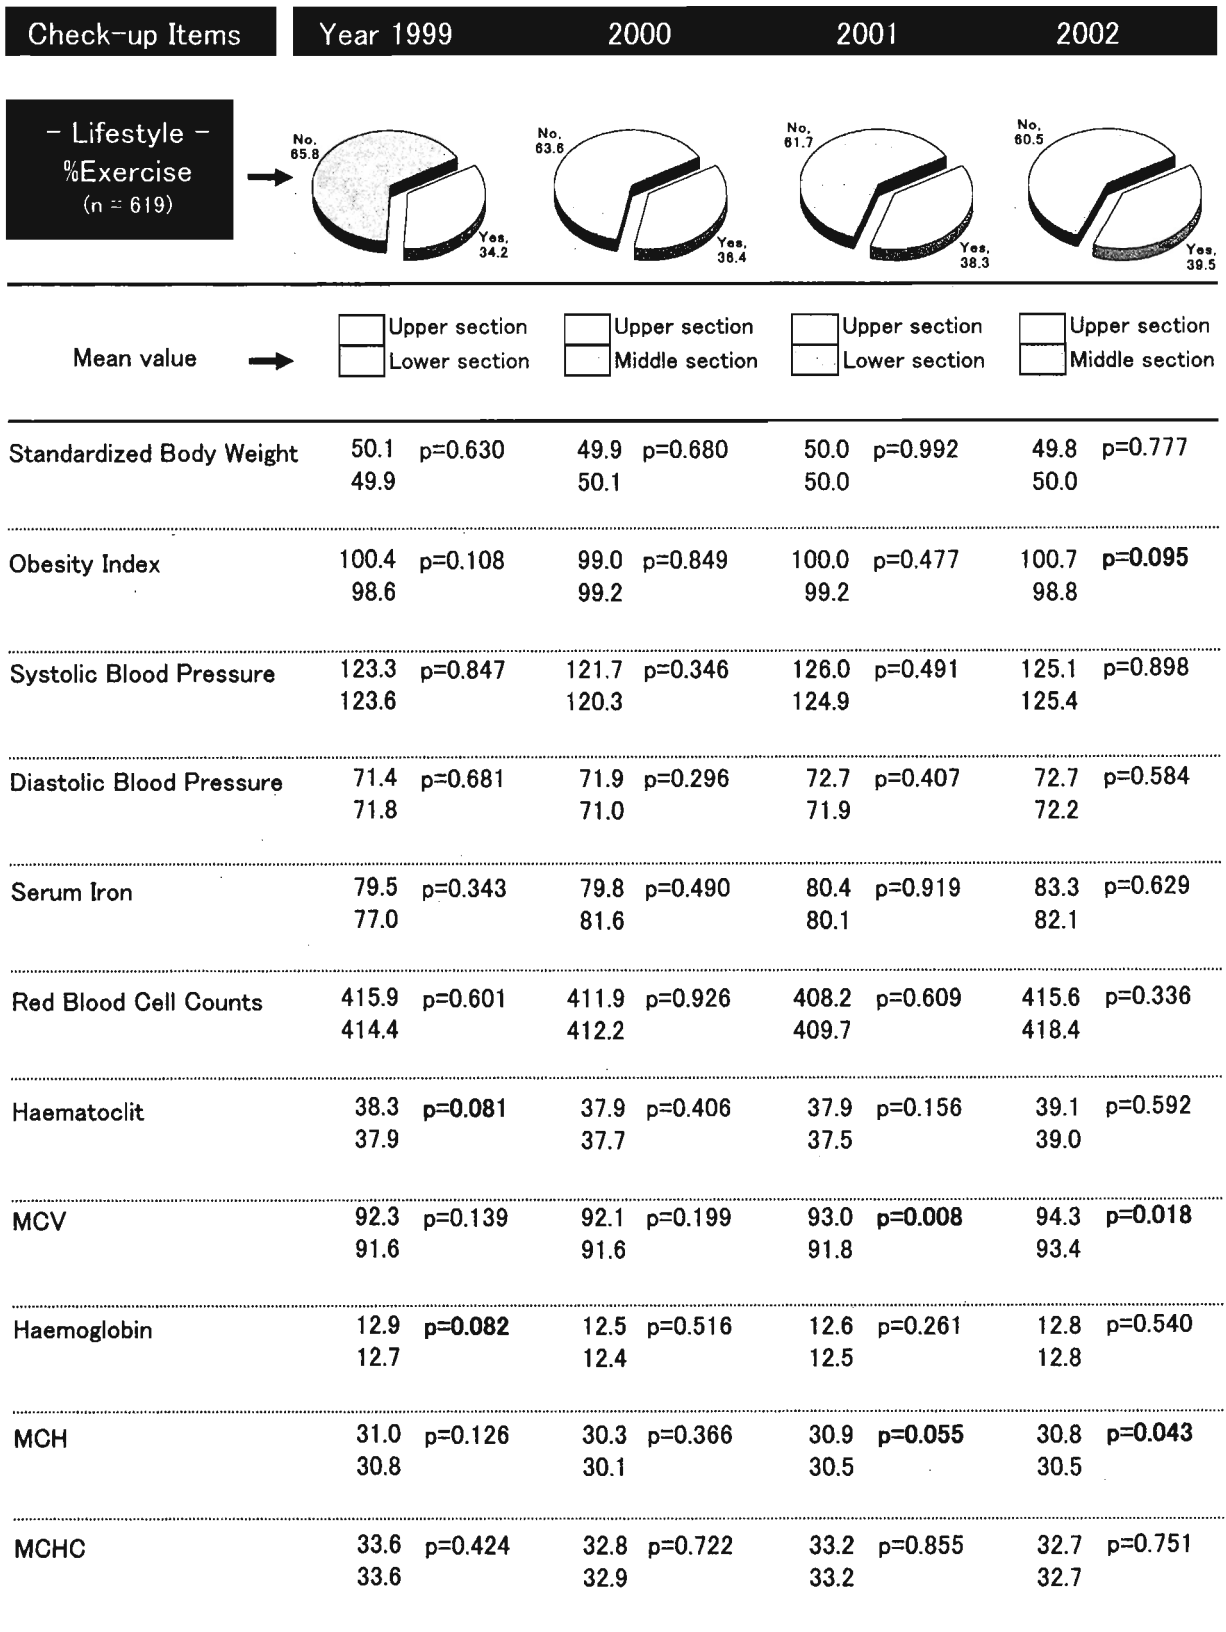 Check-up Items Year 1999 2000 2001 2002
- Lifestyle -
%Exercise
(n = 619)
No,
65.8
Yes,
34.2
No,
63.6
Yes,
36.4
No,
61.7
Yes,
38.3
No,
60.5
Yes,
39.5
Mean value
Upper section
Lower section
Upper section
Middle section
Upper section
Lower section
Upper section
Middle section
Standardized Body Weight 50.1 p=0.630 49.9 p=0.680 50.0 p=0.992 49.8 p=0.777
49.9 50.1 50.0 50.0
Obesity Index 100.4 p=0.108 99.0 p=0.849 100.0 p=0.477 100.7 p=0.095
98.6 99.2 99.2 98.8
Systolic Blood Pressure 123.3 p=0.847 121.7 p=0.346 126.0 p=0.491 125.1 p=0.898
123.6 120.3 124.9 125.4
Diastolic Blood Pressure 71.4 p=0.681 71.9 p=0.296 72.7 p=0.407 72.7 p=0.584
71.8 71.0 71.9 72.2
Serum Iron 79.5 p=0.343 79.8 p=0.490 80.4 p=0.919 83.3 p=0.629
77.0 81.6 80.1 82.1
Red Blood Cell Counts 415.9 p=0.601 411.9 p=0.926 408.2 p=0.609 415.6 p=0.336
414.4 412.2 409.7 418.4
Haematoclit 38.3 p=0.081 37.9 p=0.406 37.9 p=0.156 39.1 p=0.592
37.9 37.7 37.5 39.0
MCV 92.3 p=0.139 92.1 p=0.199 93.0 p=0.008 94.3 p=0.018
91.6 91.6 91.8 93.4
Haemoglobin 12.9 p=0.082 12.5 p=0.516 12.6 p=0.261 12.8 p=0.540
12.7 12.4 12.5 12.8
MCH 31.0 p=0.126 30.3 p=0.366 30.9 p=0.055 30.8 p=0.043
30.8 30.1 30.5 30.5
MCHC 33.6 p=0.424 32.8 p=0.722 33.2 p=0.855 32.7 p=0.751
33.6 32.9 33.2 32.7